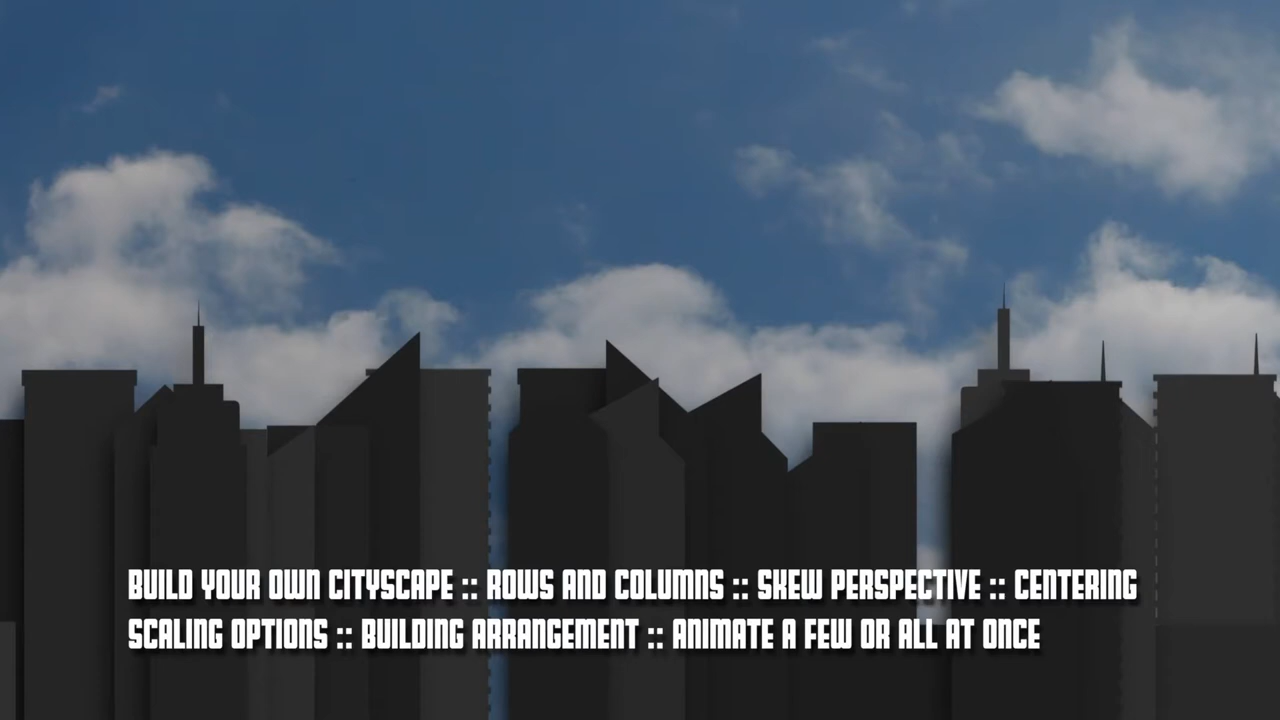 BUILD YOUR OWN CITYSCAPE :: ROWS AND COLUMNS :: SKEW PERSPECTIVE :: CENTERING
SCALING OPTIONS :: BUILDING ARRANGEMENT :: ANIMATE A FEW OR ALL AT ONCE